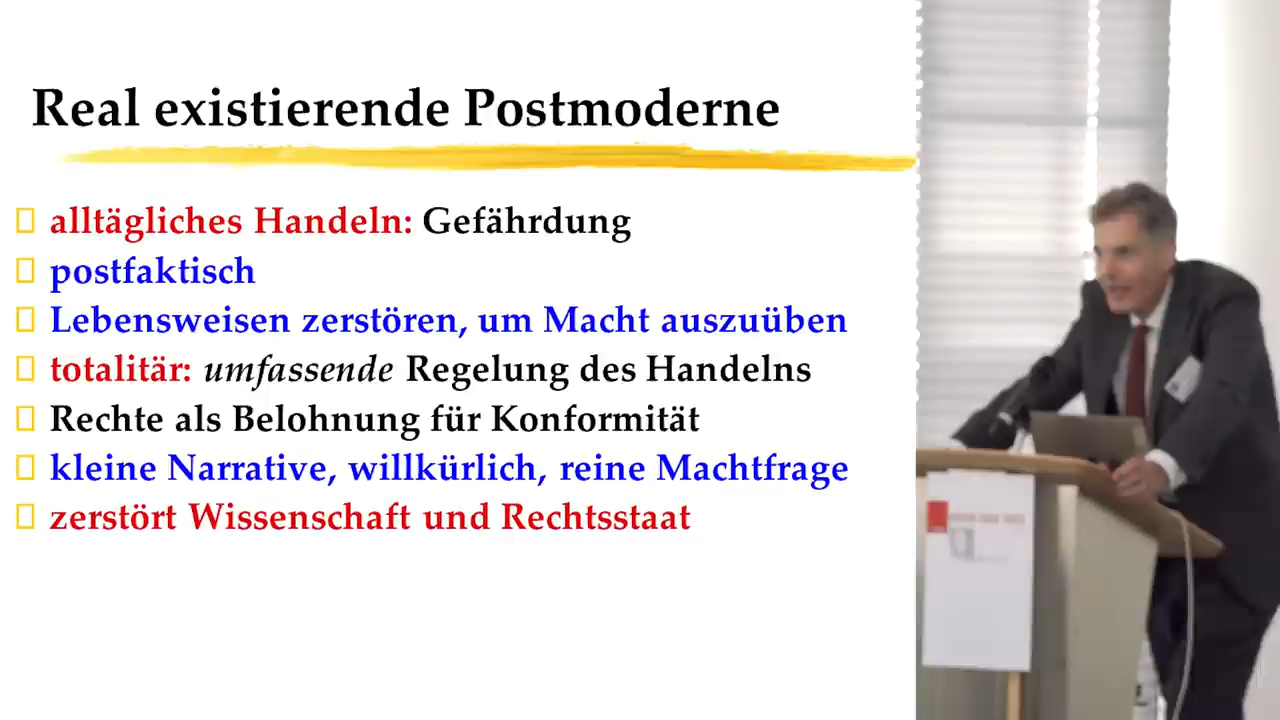 Real existierende Postmoderne
alltägliches Handeln: Gefährdung
postfaktisch
Lebensweisen zerstören, um Macht auszuüben
totalitär: umfassende Regelung des Handelns
Rechte als Belohnung für Konformität
kleine Narrative, willkürlich, reine Machtfrage
zerstört Wissenschaft und Rechtsstaat